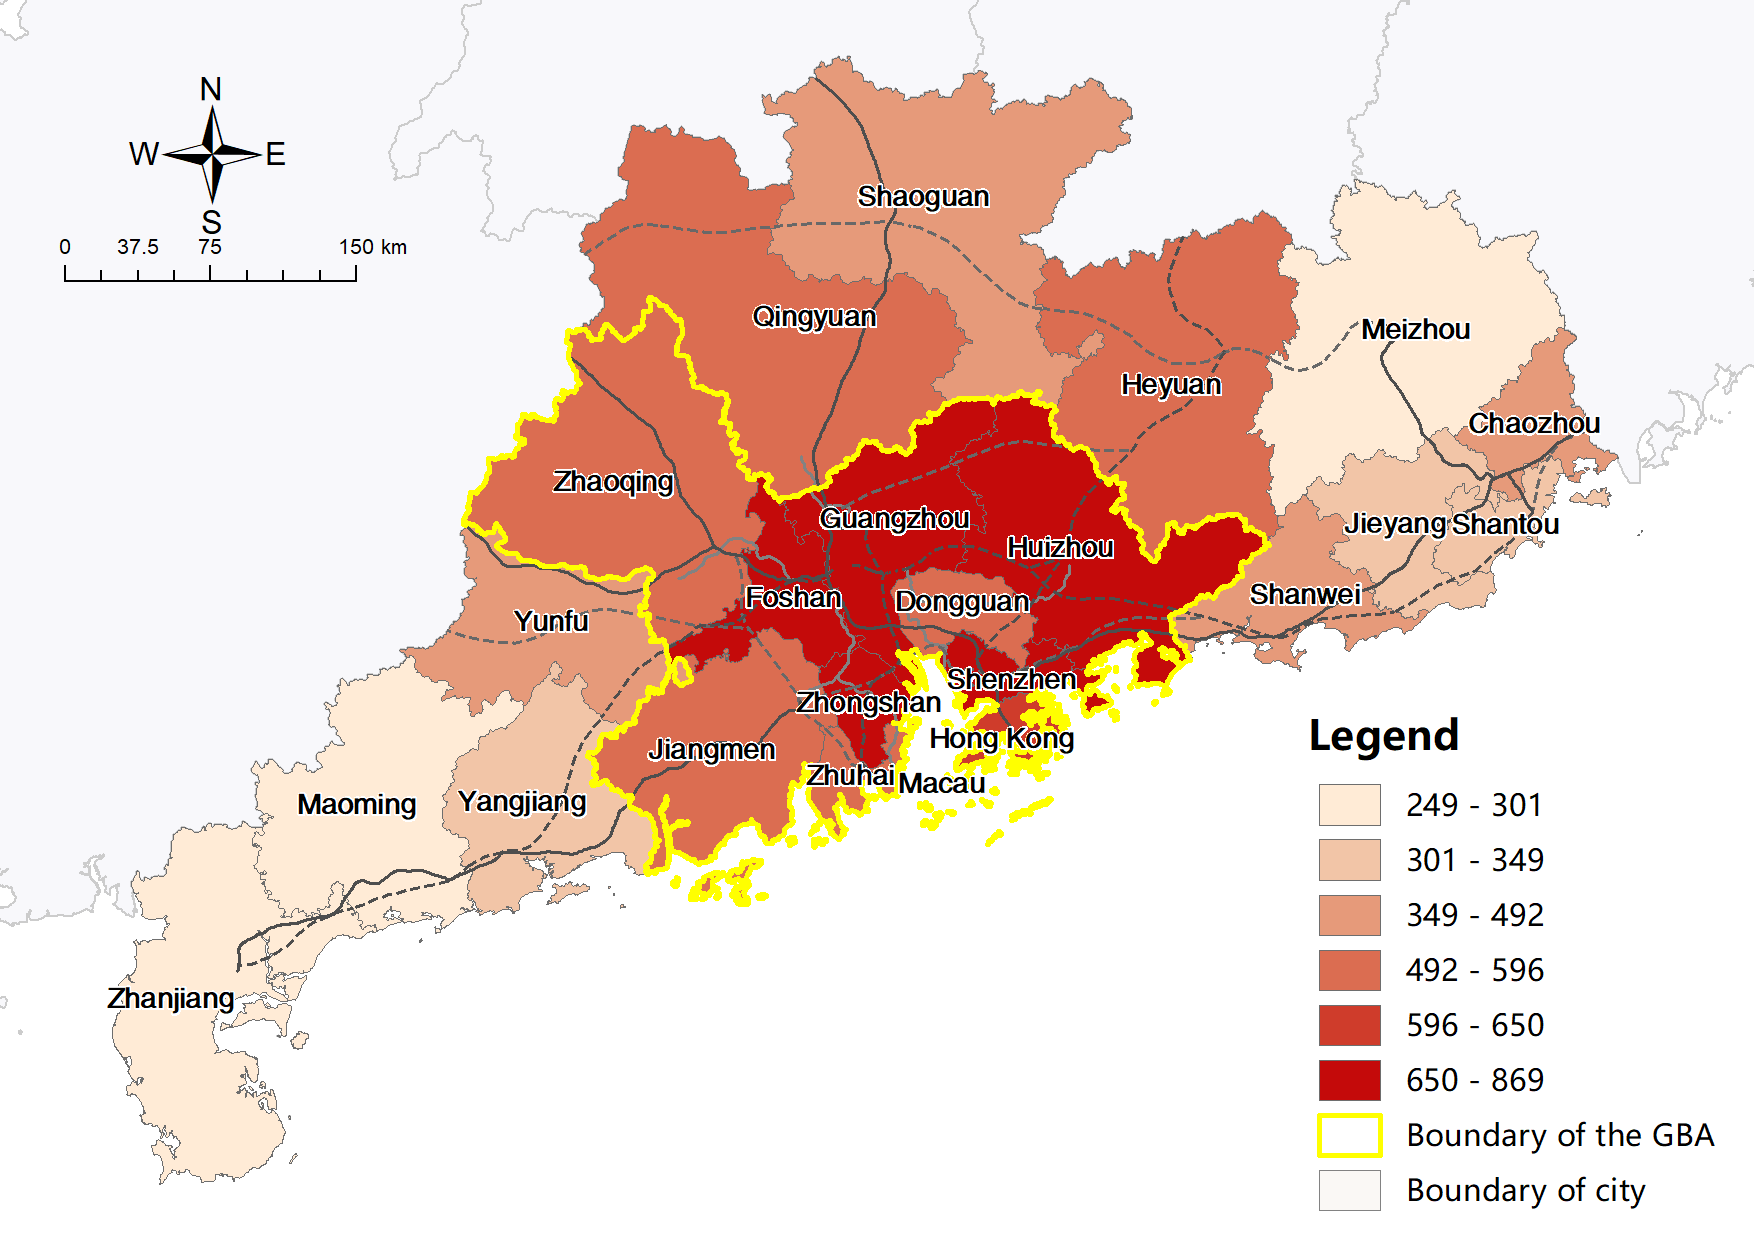 N
W E
S
0 37.5 75 150 km
Shaoguan
Qingyuan
Meizhou
Heyuan
Chaozhou
Zhaoqing
Guangzhou
Jieyang Shantou
Huizhou
Foshan
Dongguan
Shanwei
Yunfu
Shenzhen
Zhongshan
Hong Kong
Jiangmen
Zhuhai
Macau
Maoming
Yangjiang
Zhanjiang
Legend
249 - 301
301 - 349
349 - 492
492 - 596
596 - 650
650 - 869
Boundary of the GBA
Boundary of city